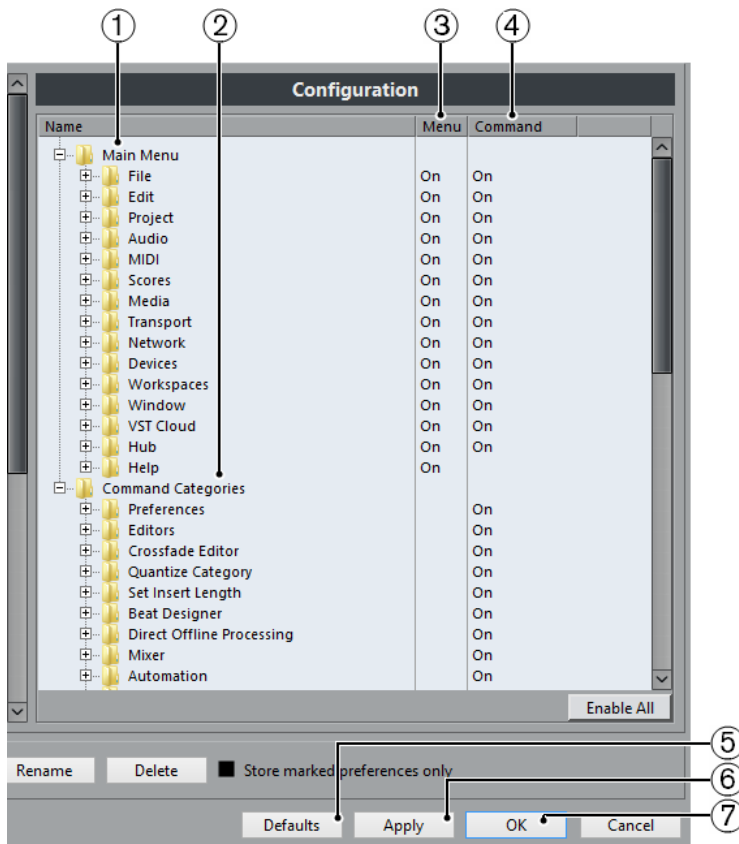 ① ② ③ ④
Configuration
Name Menu Command
Main Menu
File On On
Edit On On
Project On On
Audio On On
MIDI On On
Scores On On
Media On On
Transport On On
Network On On
Devices On On
Workspaces On On
Window On On
VST Cloud On On
Hub On On
Help On
Command Categories
Preferences On
Editors On
Crossfade Editor On
Quantize Category On
Set Insert Length On
Beat Designer On
Direct Offline Processing On
Mixer On
Automation On
Enable All
⑤
Rename Delete Store marked preferences only
⑥
Defaults Apply OK Cancel
⑦